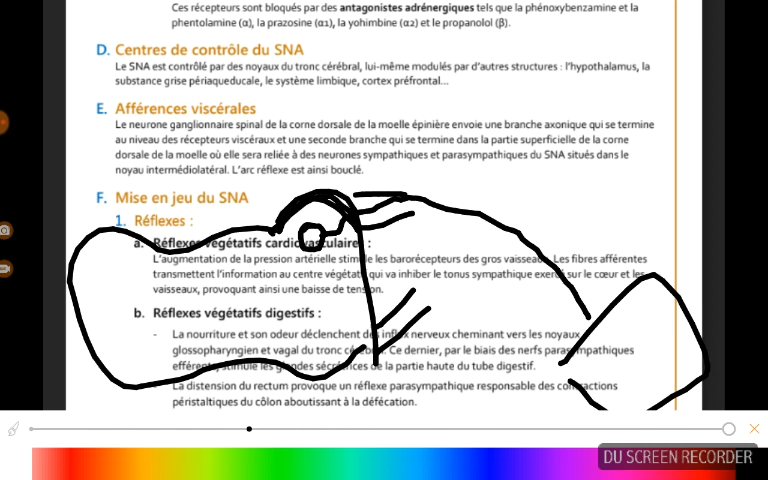 Ces récepteurs sont bloqués par des antagonistes adrénergiques tels que la phénoxybenzamine et la
phentolamine (α), la prazosine (α1), la yohimbine (α2) et le propanolol (β).
D. Centres de contrôle du SNA
Le SNA est contrôlé par des noyaux du tronc cérébral, lui-même modulés par d'autres structures : l'hypothalamus, la
substance grise périaqueducale, le système limbique, cortex préfrontal...
E. Afférences viscérales
Le neurone ganglionnaire spinal de la corne dorsale de la moelle épinière envoie une branche axonique qui se termine
au niveau des récepteurs viscéraux et une seconde branche qui se termine dans la partie superficielle de la corne
dorsale de la moelle où elle sera reliée à des neurones sympathiques et parasympathiques du SNA situés dans le
noyau intermédiolatéral. L'arc réflexe est ainsi bouclé.
F. Mise en jeu du SNA
1. Réflexes :
a. Réflexes végétatifs cardiovasculaires :
L'augmentation de la pression artérielle stimule les barorécepteurs des gros vaisseaux. Les fibres afférentes
transmettent l'information au centre végétatif qui va inhiber le tonus sympathique exercé sur le cœur et les
vaisseaux, provoquant ainsi une baisse de tension.
b. Réflexes végétatifs digestifs :
- La nourriture et son odeur déclenchent des influx nerveux cheminant vers les noyaux
glossopharyngien et vagal du tronc cérébral. Ce dernier, par le biais des nerfs parasympathiques
efférents, stimule les glandes sécrétrices de la partie haute du tube digestif.
La distension du rectum provoque un réflexe parasympathique responsable des contractions
péristaltiques du côlon aboutissant à la défécation.
DU SCREEN RECORDER